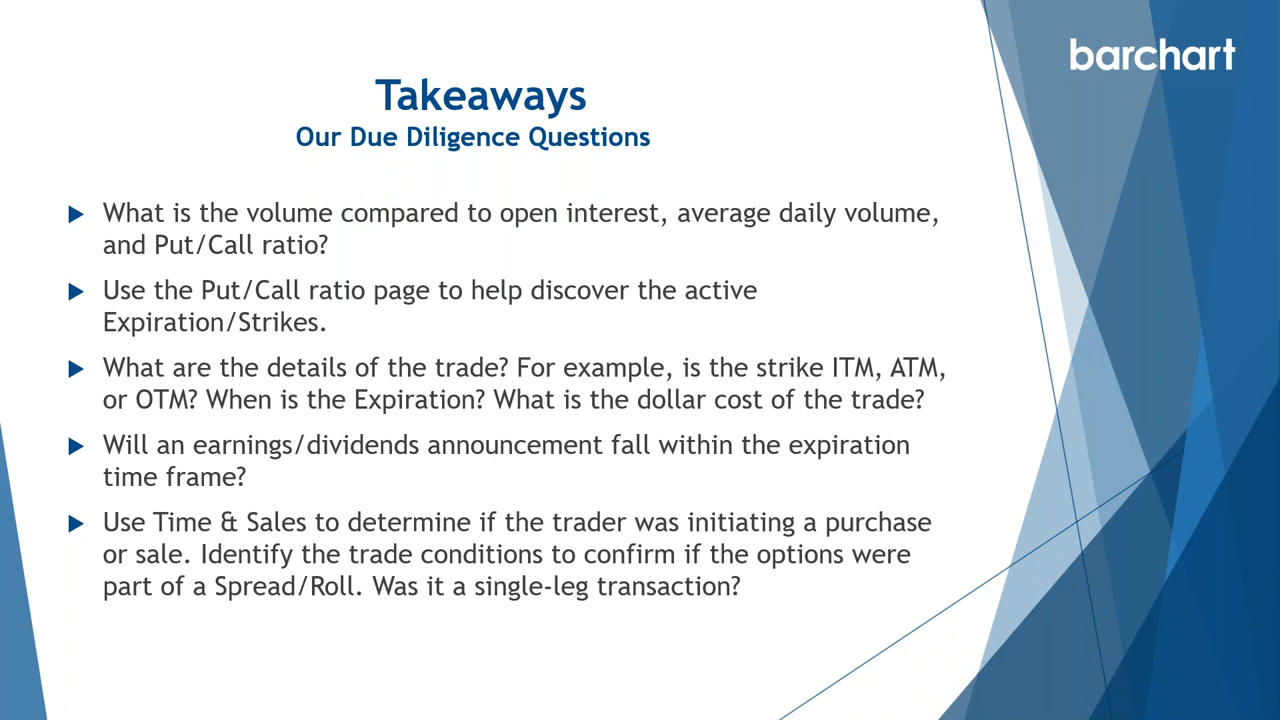 barchart
Takeaways
Our Due Diligence Questions
What is the volume compared to open interest, average daily volume,
and Put/Call ratio?
Use the Put/Call ratio page to help discover the active
Expiration/Strikes.
What are the details of the trade? For example, is the strike ITM, ATM,
or OTM? When is the Expiration? What is the dollar cost of the trade?
Will an earnings/dividends announcement fall within the expiration
time frame?
Use Time & Sales to determine if the trader was initiating a purchase
or sale. Identify the trade conditions to confirm if the options were
part of a Spread/Roll. Was it a single-leg transaction?